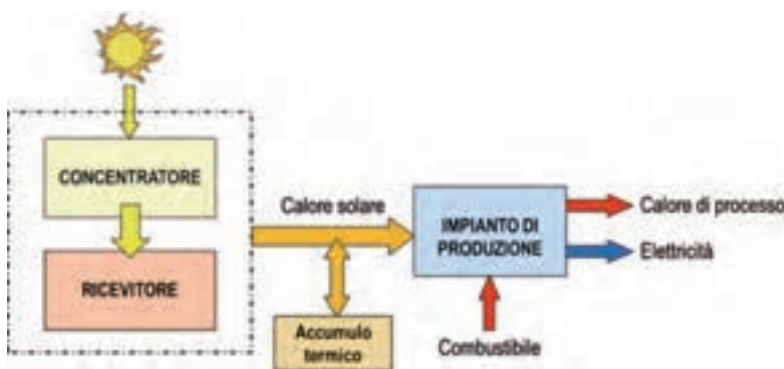 CONCENTRATORE
RICEVITORE
Calore solare
Accumulo
termico
IMPIANTO DI
PRODUZIONE
Combustibile
Calore di processo
Elettricità